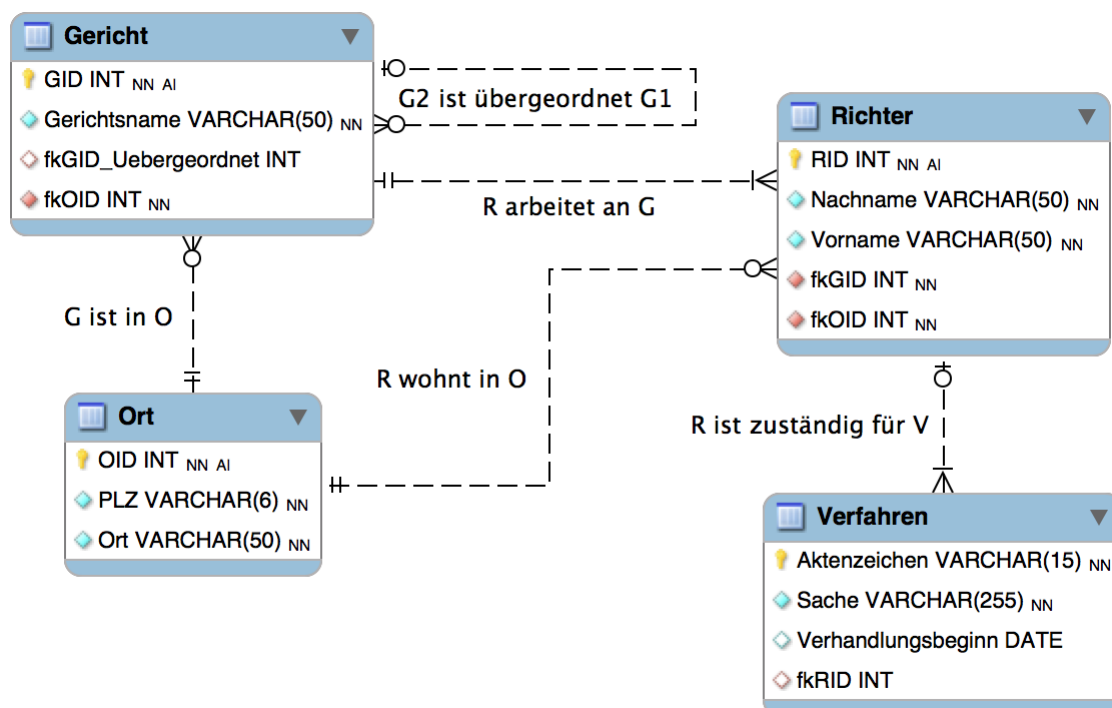 Gericht
GID INT NN AI
Gerichtsname VARCHAR(50) NN
fkGID_Uebergeordnet INT
fkOID INT NN
G2 ist übergeordnet G1
R arbeitet an G
Richter
RID INT NN AI
Nachname VARCHAR(50) NN
Vorname VARCHAR(50) NN
fkGID INT NN
fkOID INT NN
G ist in O
R wohnt in O
Ort
OID INT NN AI
PLZ VARCHAR(6) NN
Ort VARCHAR(50) NN
R ist zuständig für V
Verfahren
Aktenzeichen VARCHAR(15) NN
Sache VARCHAR(255) NN
Verhandlungsbeginn DATE
fkRID INT